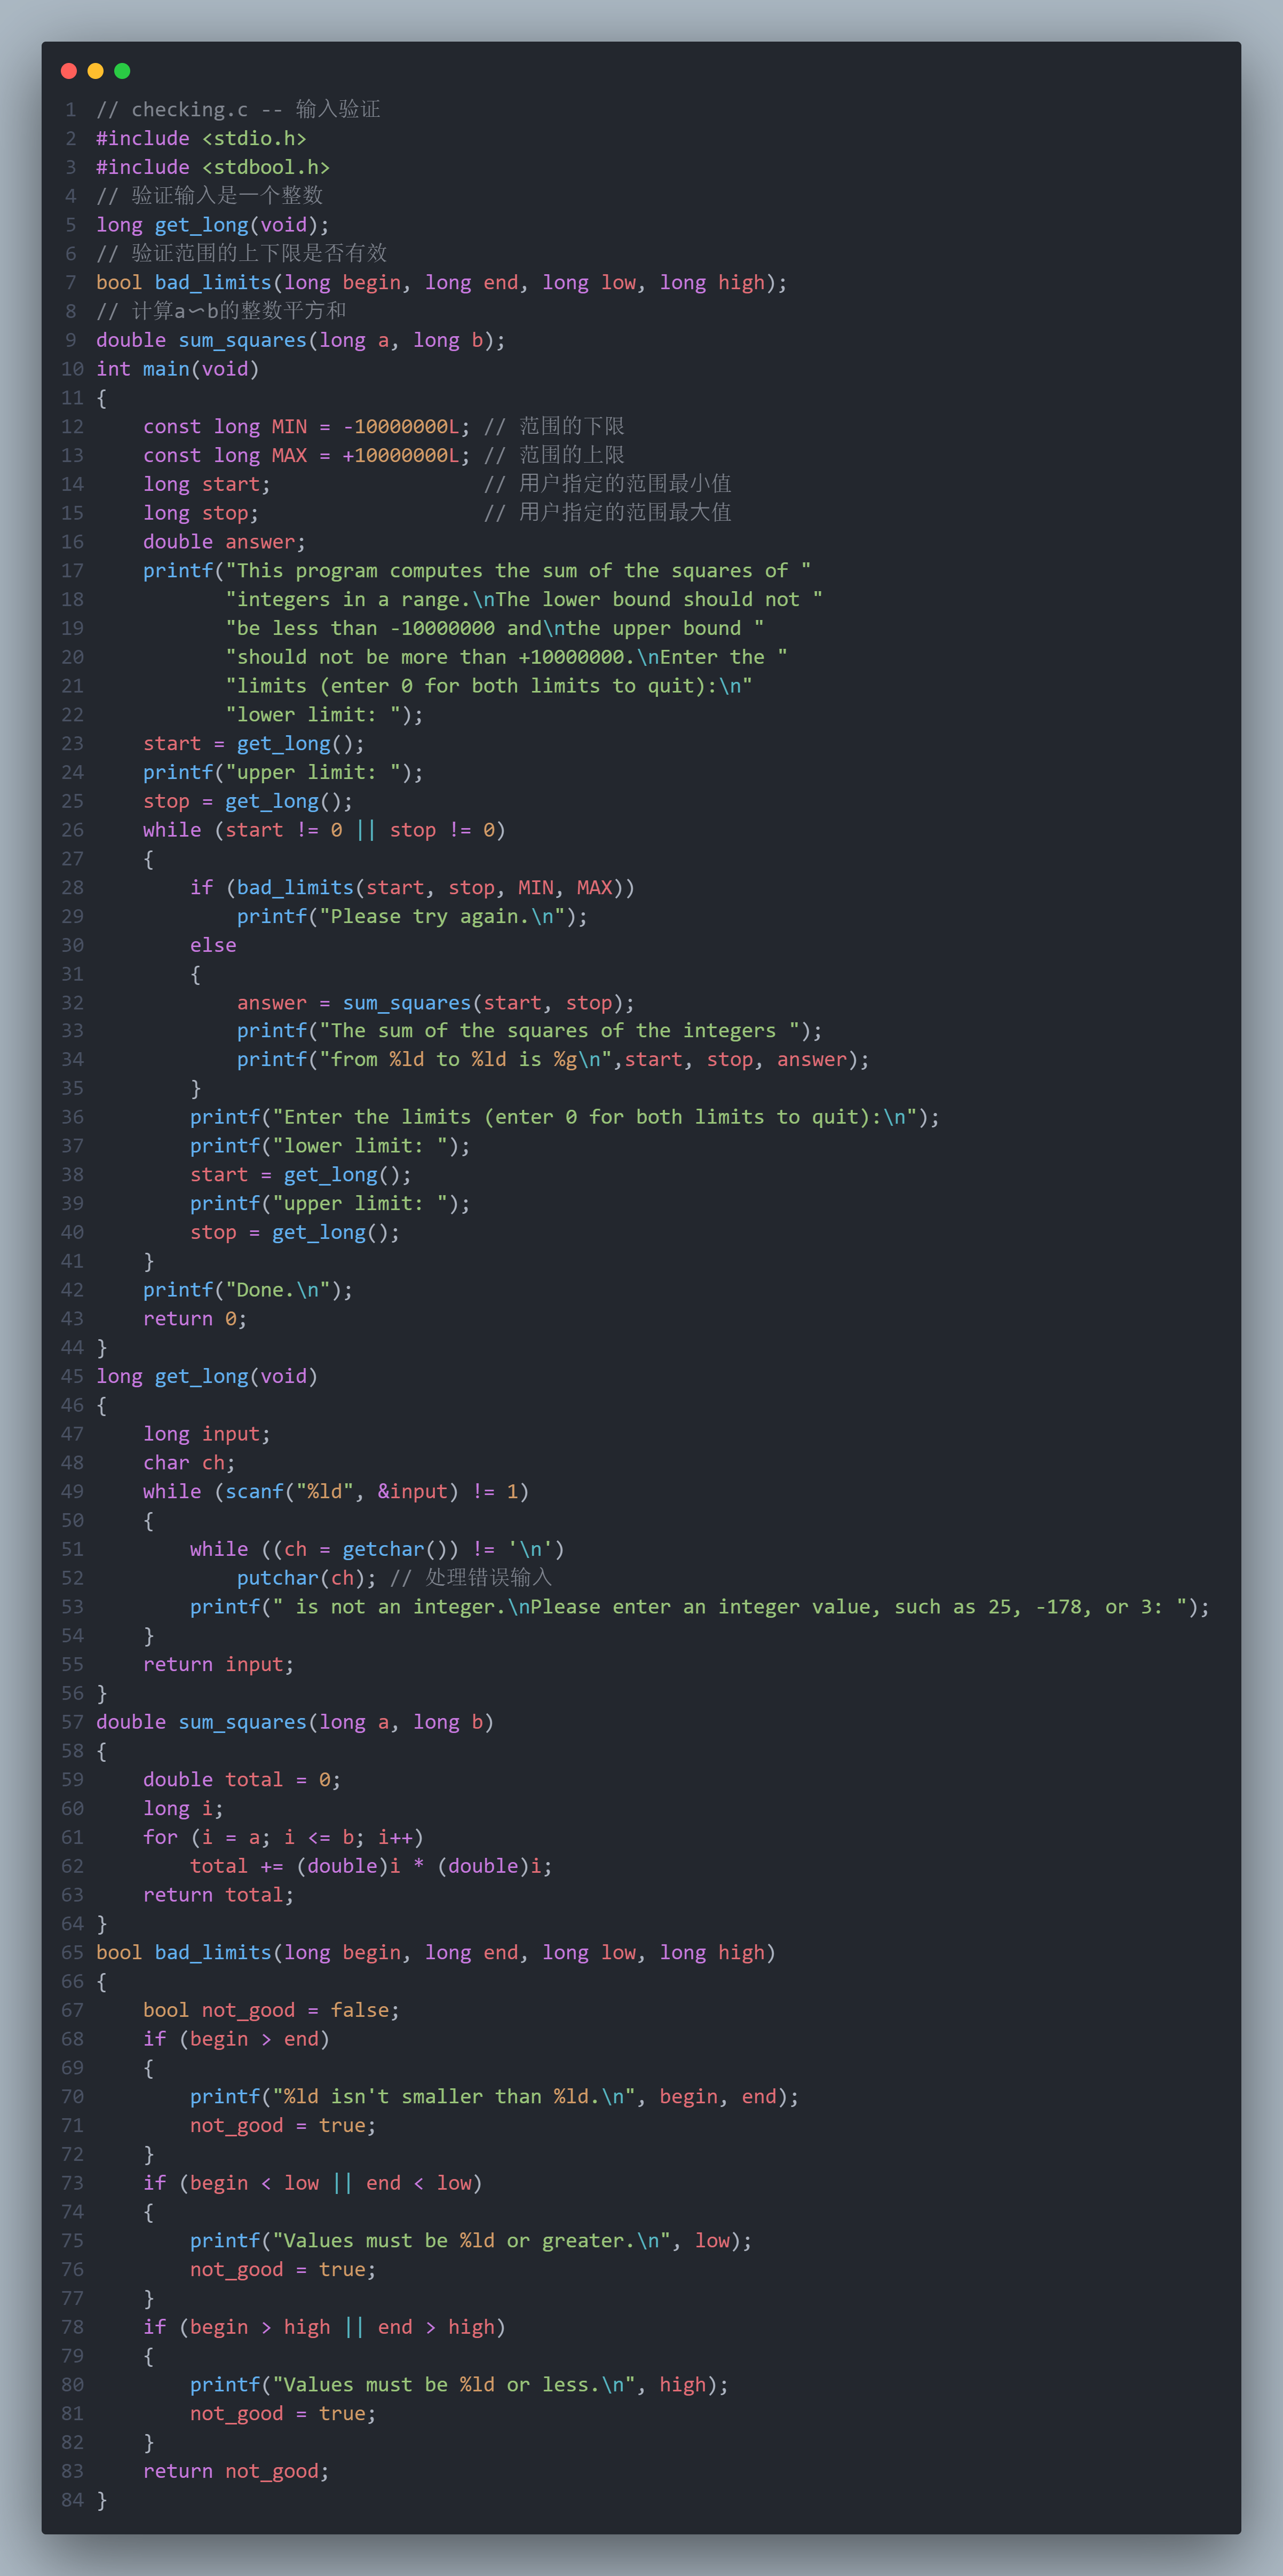 1 // checking.c -- 输入验证
2 #include <stdio.h>
3 #include <stdbool.h>
4 // 验证输入是一个整数
5 long get_long(void);
6 // 验证范围的上下限是否有效
7 bool bad_limits(long begin, long end, long low, long high);
8 // 计算a∽b的整数平方和
9 double sum_squares(long a, long b);
10 int main(void)
11 {
12     const long MIN = -10000000L; // 范围的下限
13     const long MAX = +10000000L; // 范围的上限
14     long start;                  // 用户指定的范围最小值
15     long stop;                   // 用户指定的范围最大值
16     double answer;
17     printf("This program computes the sum of the squares of "
18            "integers in a range.\nThe lower bound should not "
19            "be less than -10000000 and\nthe upper bound "
20            "should not be more than +10000000.\nEnter the "
21            "limits (enter 0 for both limits to quit):\n"
22            "lower limit: ");
23     start = get_long();
24     printf("upper limit: ");
25     stop = get_long();
26     while (start != 0 || stop != 0)
27     {
28         if (bad_limits(start, stop, MIN, MAX))
29             printf("Please try again.\n");
30         else
31         {
32             answer = sum_squares(start, stop);
33             printf("The sum of the squares of the integers ");
34             printf("from %ld to %ld is %g\n",start, stop, answer);
35         }
36         printf("Enter the limits (enter 0 for both limits to quit):\n");
37         printf("lower limit: ");
38         start = get_long();
39         printf("upper limit: ");
40         stop = get_long();
41     }
42     printf("Done.\n");
43     return 0;
44 }
45 long get_long(void)
46 {
47     long input;
48     char ch;
49     while (scanf("%ld", &input) != 1)
50     {
51         while ((ch = getchar()) != '\n')
52             putchar(ch); // 处理错误输入
53         printf(" is not an integer.\nPlease enter an integer value, such as 25, -178, or 3: ");
54     }
55     return input;
56 }
57 double sum_squares(long a, long b)
58 {
59     double total = 0;
60     long i;
61     for (i = a; i <= b; i++)
62         total += (double)i * (double)i;
63     return total;
64 }
65 bool bad_limits(long begin, long end, long low, long high)
66 {
67     bool not_good = false;
68     if (begin > end)
69     {
70         printf("%ld isn't smaller than %ld.\n", begin, end);
71         not_good = true;
72     }
73     if (begin < low || end < low)
74     {
75         printf("Values must be %ld or greater.\n", low);
76         not_good = true;
77     }
78     if (begin > high || end > high)
79     {
80         printf("Values must be %ld or less.\n", high);
81         not_good = true;
82     }
83     return not_good;
84 }